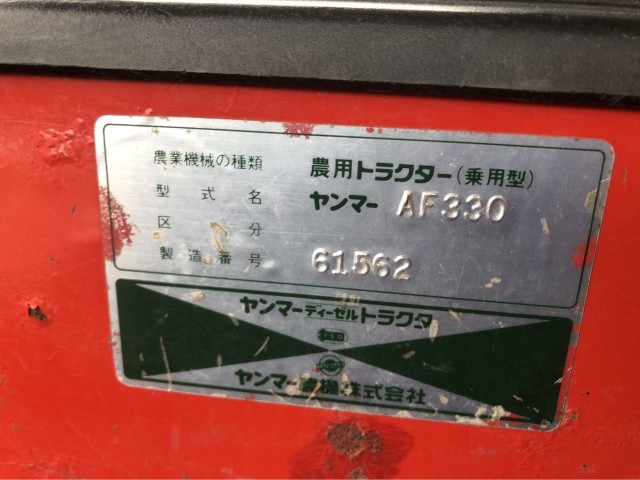 農業機械の種類 農用トラクター(乗用型)
型式名 ヤンマー AF330
区分
製造番号 61562
ヤンマーディーゼルトラクタ
ヤンマー農機株式会社